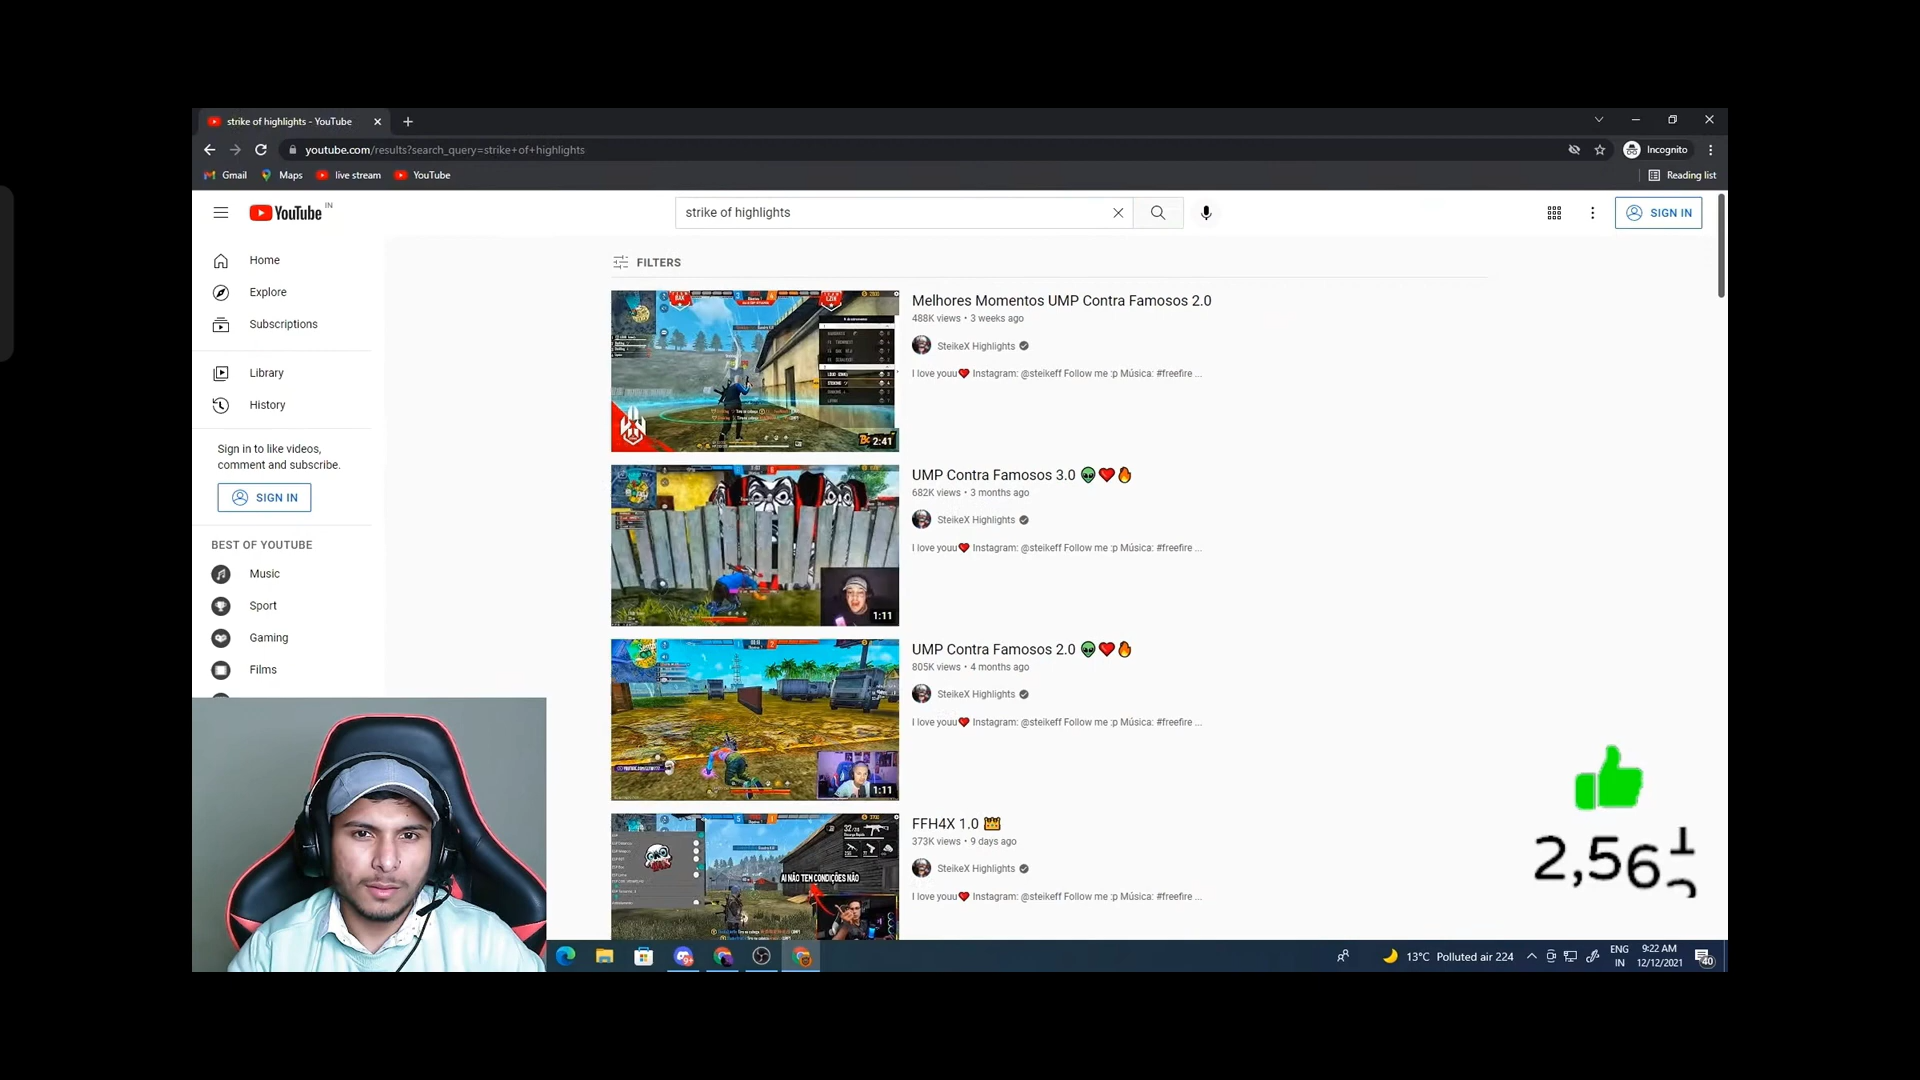 strike of highlights - YouTube
youtube.com/results?search_query=strike+of+highlights
Incognito
Gmail
Maps
live stream
YouTube
Reading list
YouTube IN
strike of highlights
SIGN IN
Home
Explore
Subscriptions
Library
History
Sign in to like videos,
comment and subscribe.
SIGN IN
BEST OF YOUTUBE
Music
Sport
Gaming
Films
FILTERS
2:41
Melhores Momentos UMP Contra Famosos 2.0
488K views • 3 weeks ago
SteikeX Highlights
I love youu❤ Instagram: @steikeff Follow me :p Música: #freefire ...
1:11
UMP Contra Famosos 3.0 👽❤🔥
682K views • 3 months ago
SteikeX Highlights
I love youu❤ Instagram: @steikeff Follow me :p Música: #freefire ...
1:11
UMP Contra Famosos 2.0 👽❤🔥
805K views • 4 months ago
SteikeX Highlights
I love youu❤ Instagram: @steikeff Follow me :p Música: #freefire ...
AI NÃO TEM CONDIÇÕES NÃO
FFH4X 1.0 👑
373K views • 9 days ago
SteikeX Highlights
I love youu❤ Instagram: @steikeff Follow me :p Música: #freefire ...
2,56
13°C Polluted air 224
ENG
IN
9:22 AM
12/12/2021
40